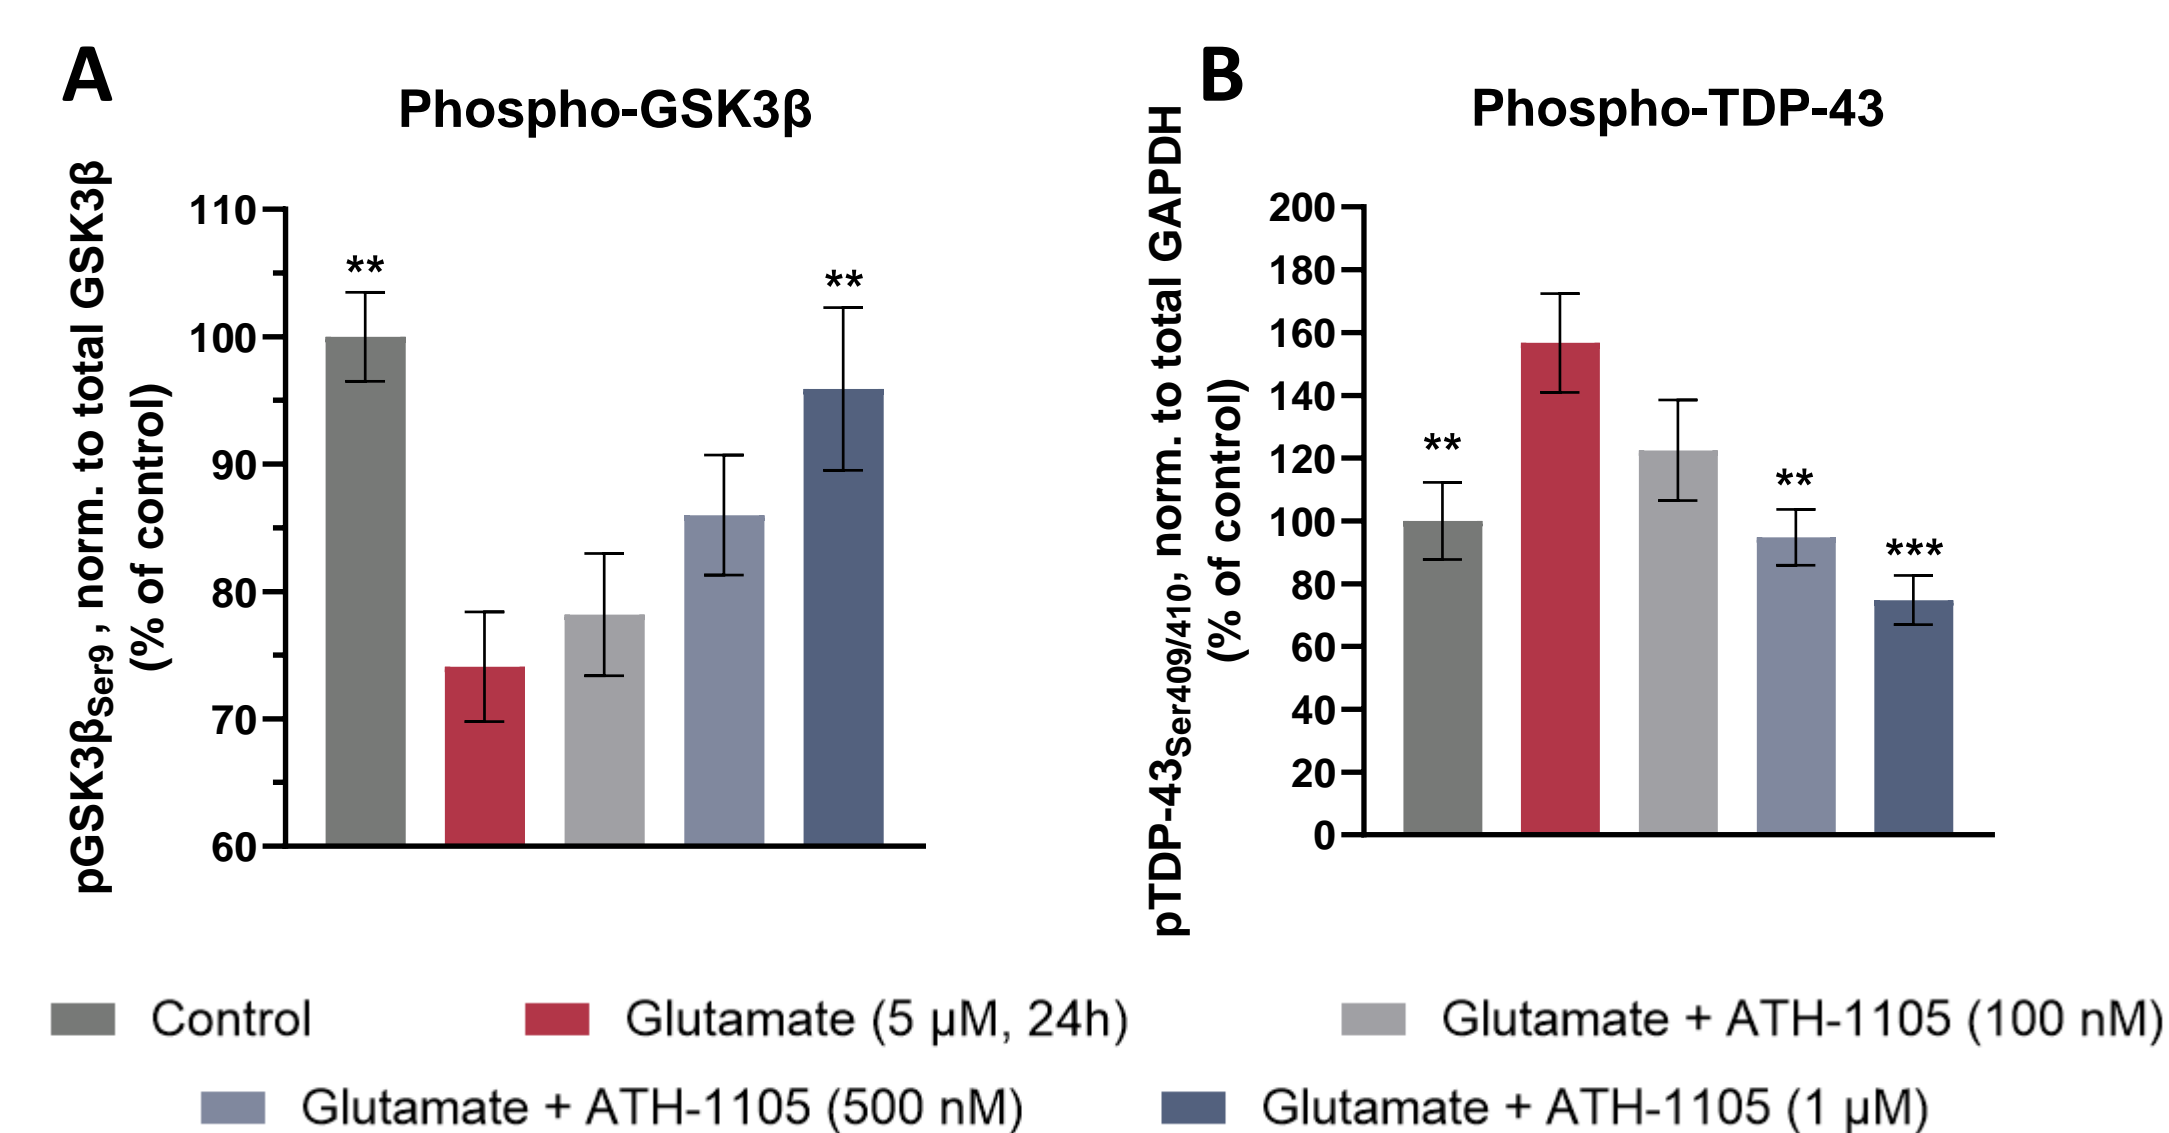 A
Phospho-GSK3β
pGSK3βSer9 , norm. to total GSK3β
(% of control)
110
100
90
80
70
60
**
**
B
Phospho-TDP-43
pTDP-43Ser409/410, norm. to total GAPDH
(% of control)
200
180
160
140
120
100
80
60
40
20
0
**
**
***
Control
Glutamate (5 µM, 24h)
Glutamate + ATH-1105 (100 nM)
Glutamate + ATH-1105 (500 nM)
Glutamate + ATH-1105 (1 µM)